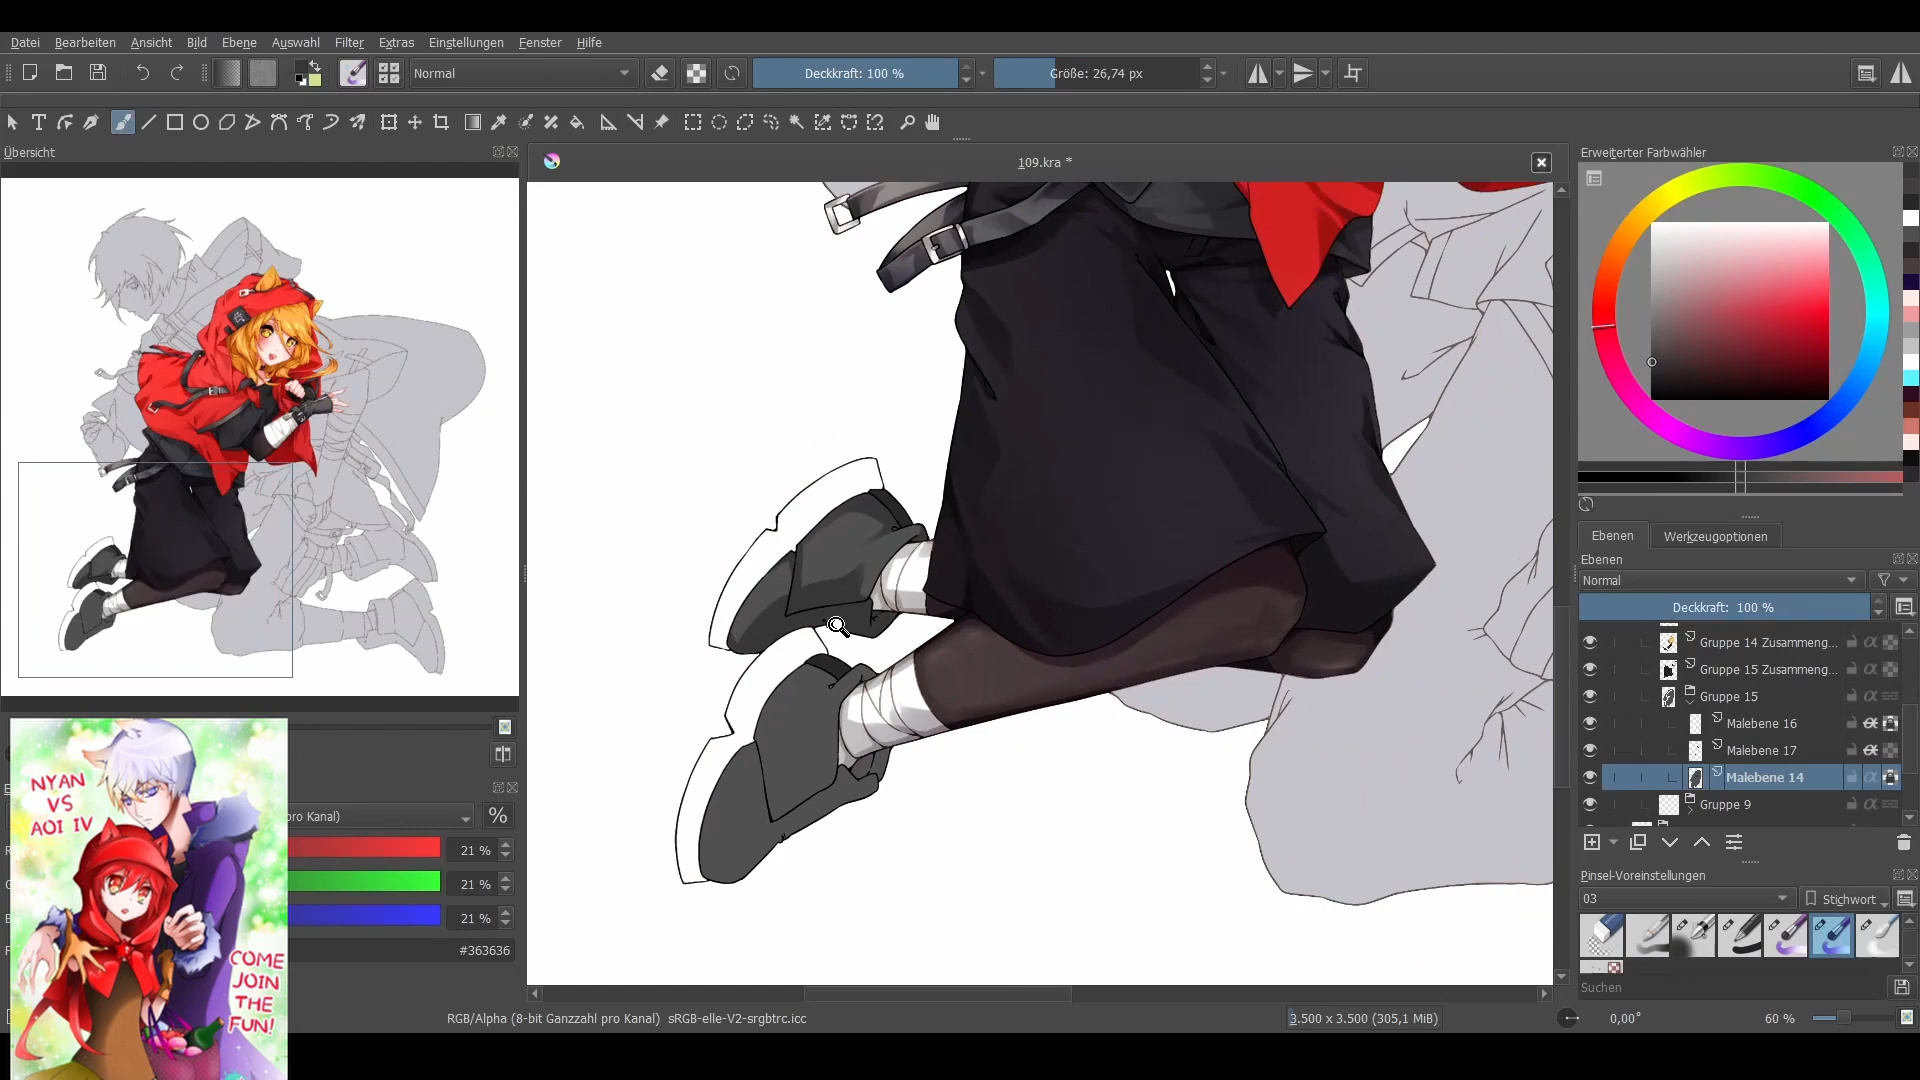 Datei Bearbeiten Ansicht Bild Ebene Auswahl Filter Extras Einstellungen Fenster Hilfe
Normal
Deckkraft: 100 %
Größe: 26,74 px
Übersicht
109.kra *
Erweiterter Farbwähler
Ebenen
Werkzeugoptionen
Ebenen
Normal
Deckkraft: 100 %
Gruppe 14 Zusammeng...
Gruppe 15 Zusammeng...
Gruppe 15
Malebene 16
Malebene 17
Malebene 14
Gruppe 9
Pinsel-Voreinstellungen
03
Stichwort
Suchen
pro Kanal)
%
21 %
21 %
21 %
#363636
NYAN
VS
AOI IV
COME
JOIN
THE
FUN!
RGB/Alpha (8-bit Ganzzahl pro Kanal) sRGB-elle-V2-srgbtrc.icc
3.500 x 3.500 (305,1 MiB)
0,00°
60 %